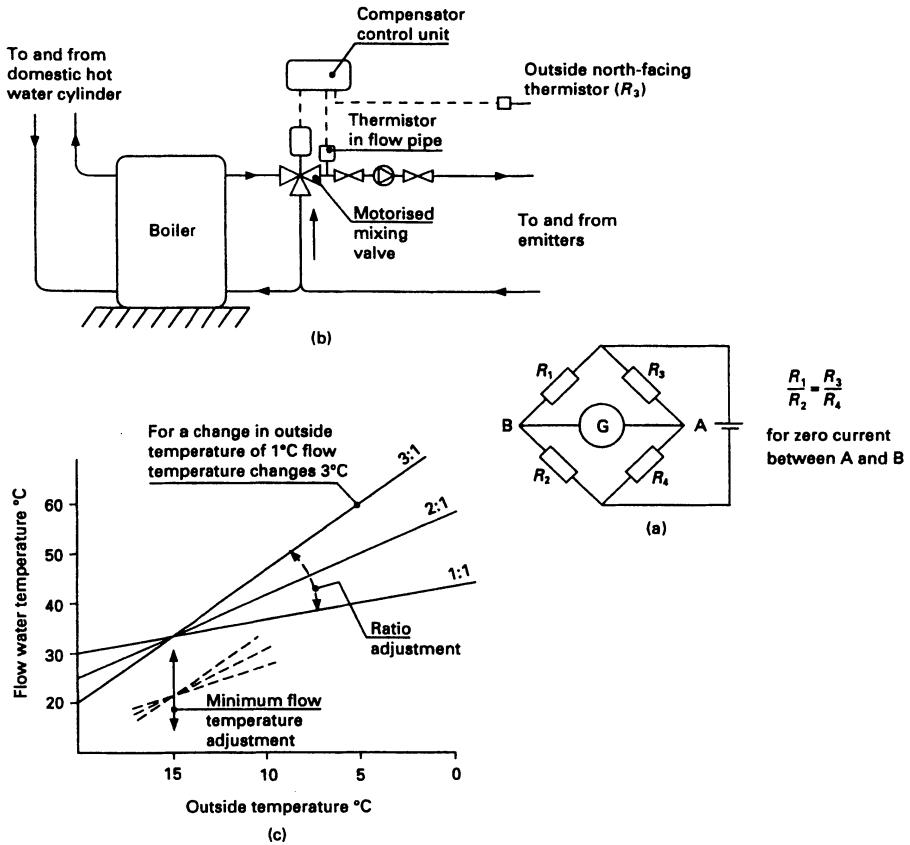 Compensator
control unit
To and from
domestic hot
water cylinder
Outside north-facing
thermistor (R3)
Thermistor
in flow pipe
Boiler
Motorised
mixing
valve
To and from
emitters
(b)
R1
R3
B
G
A
R2
R4
R1/R2 = R3/R4
for zero current
between A and B
(a)
For a change in outside
temperature of 1°C flow
temperature changes 3°C
3:1
2:1
1:1
Flow water temperature °C
60
50
40
30
20
Ratio
adjustment
Minimum flow
temperature
adjustment
15
10
5
0
Outside temperature °C
(c)